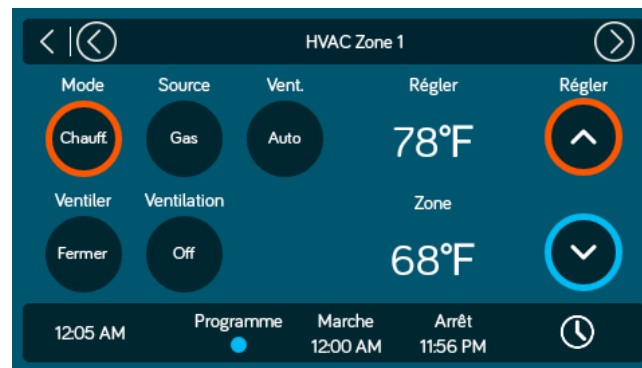 HVAC Zone 1
Mode Source Vent. Régler Régler
Chauff. Gas Auto 78°F
Ventiler Ventilation Zone
Fermer Off 68°F
12:05 AM Programme Marche Arrêt
12:00 AM 11:56 PM